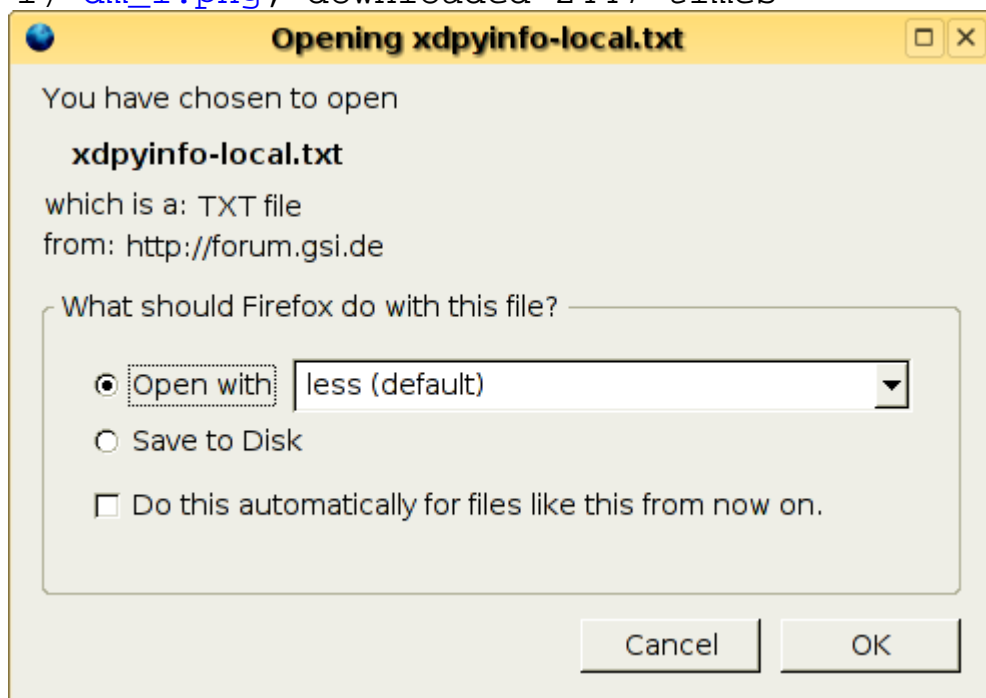 Opening xdpyinfo-local.txt
You have chosen to open
xdpyinfo-local.txt
which is a: TXT file
from: http://forum.gsi.de
What should Firefox do with this file?
Open with less (default)
Save to Disk
Do this automatically for files like this from now on.
Cancel OK